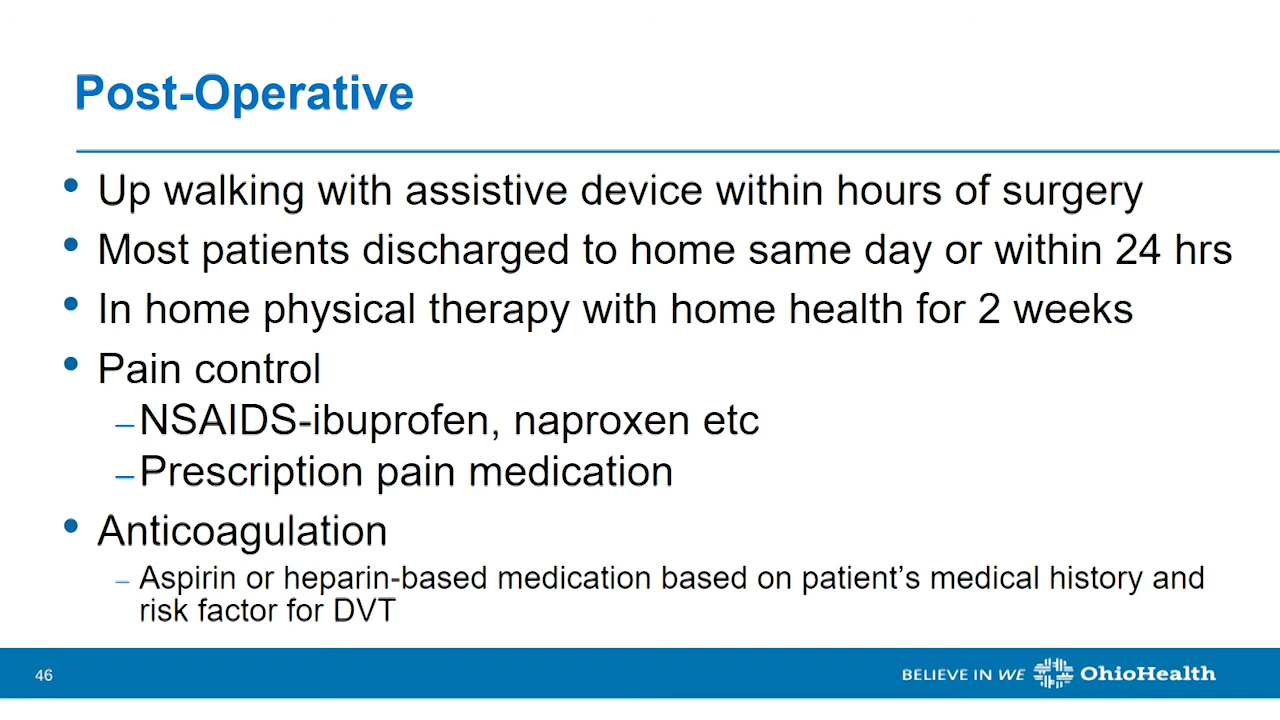 Post-Operative
• Up walking with assistive device within hours of surgery
• Most patients discharged to home same day or within 24 hrs
• In home physical therapy with home health for 2 weeks
• Pain control
–NSAIDS-ibuprofen, naproxen etc
–Prescription pain medication
• Anticoagulation
– Aspirin or heparin-based medication based on patient’s medical history and
risk factor for DVT
46
BELIEVE IN WE OhioHealth